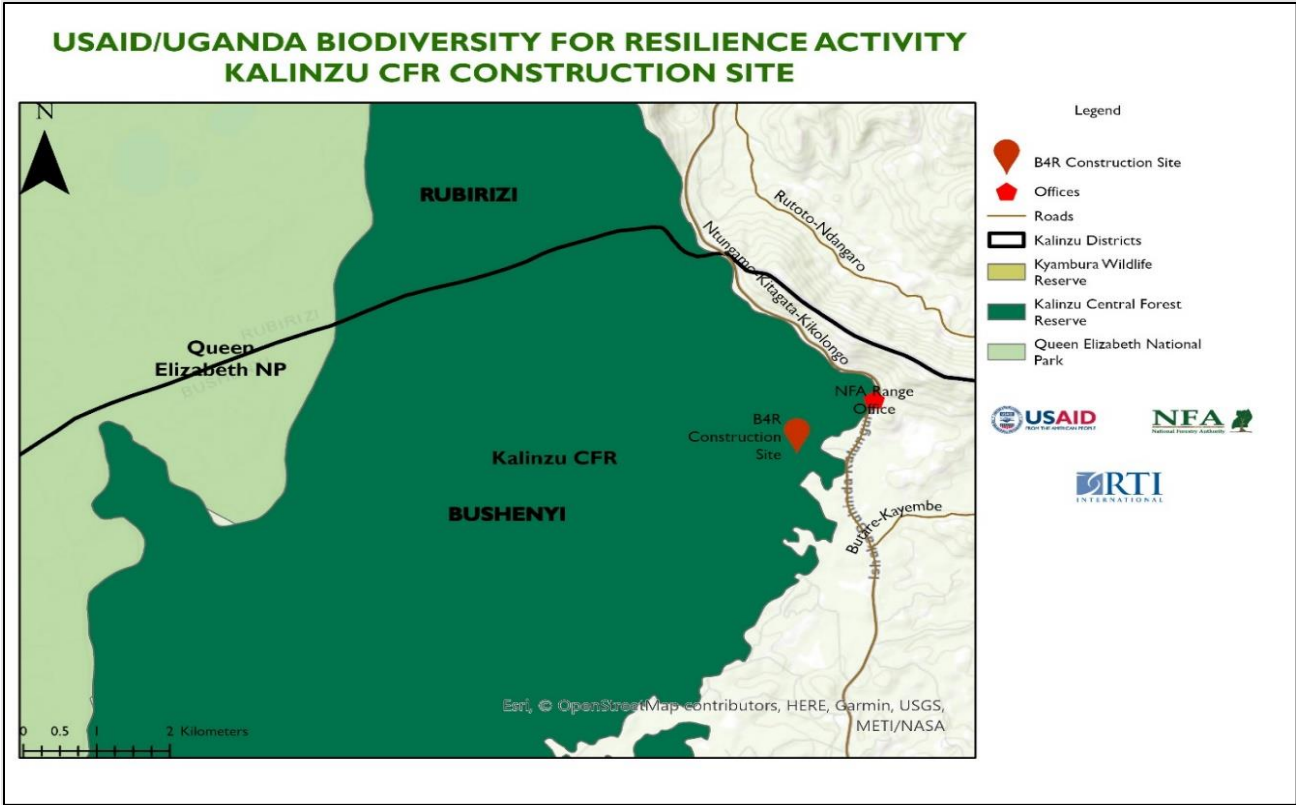 USAID/UGANDA BIODIVERSITY FOR RESILIENCE ACTIVITY
KALINZU CFR CONSTRUCTION SITE
N
RUBIRIZI
Ntungamo-Kitagata-Kikolongo
Rutoto-Ndangaro
RUBIRIZI
Queen
Elizabeth NP
BUSHENYI
NFA Range
Office
B4R
Construction
Site
Kalinzu CFR
BUSHENYI
Butare-Kayembe
Esri, © OpenStreetMap contributors, HERE, Garmin, USGS,
METI/NASA
0 0.5 1 2 Kilometers
Legend
B4R Construction Site
Offices
Roads
Kalinzu Districts
Kyambura Wildlife
Reserve
Kalinzu Central Forest
Reserve
Queen Elizabeth National
Park
USAID
FROM THE AMERICAN PEOPLE
NFA
National Forestry Authority
RTI
INTERNATIONAL